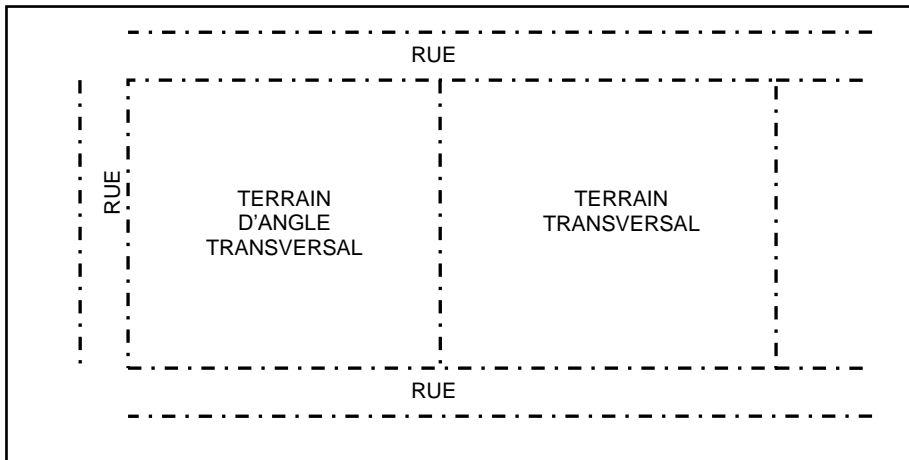 RUE
RUE
TERRAIN
D'ANGLE
TRANSVERSAL
TERRAIN
TRANSVERSAL
RUE